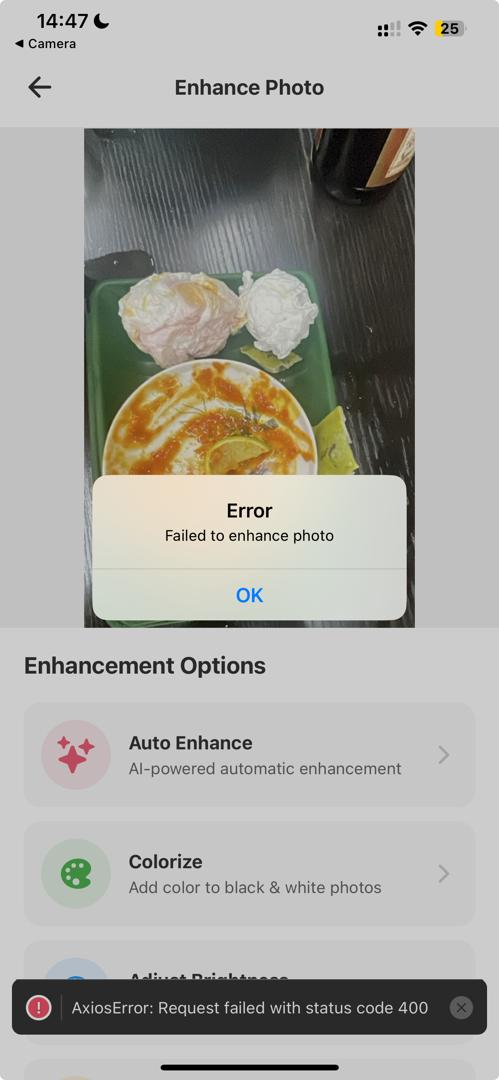 14:47
25
◀ Camera
Enhance Photo
Error
Failed to enhance photo
OK
Enhancement Options
Auto Enhance
AI-powered automatic enhancement
Colorize
Add color to black & white photos
Adjust Brightness
AxiosError: Request failed with status code 400